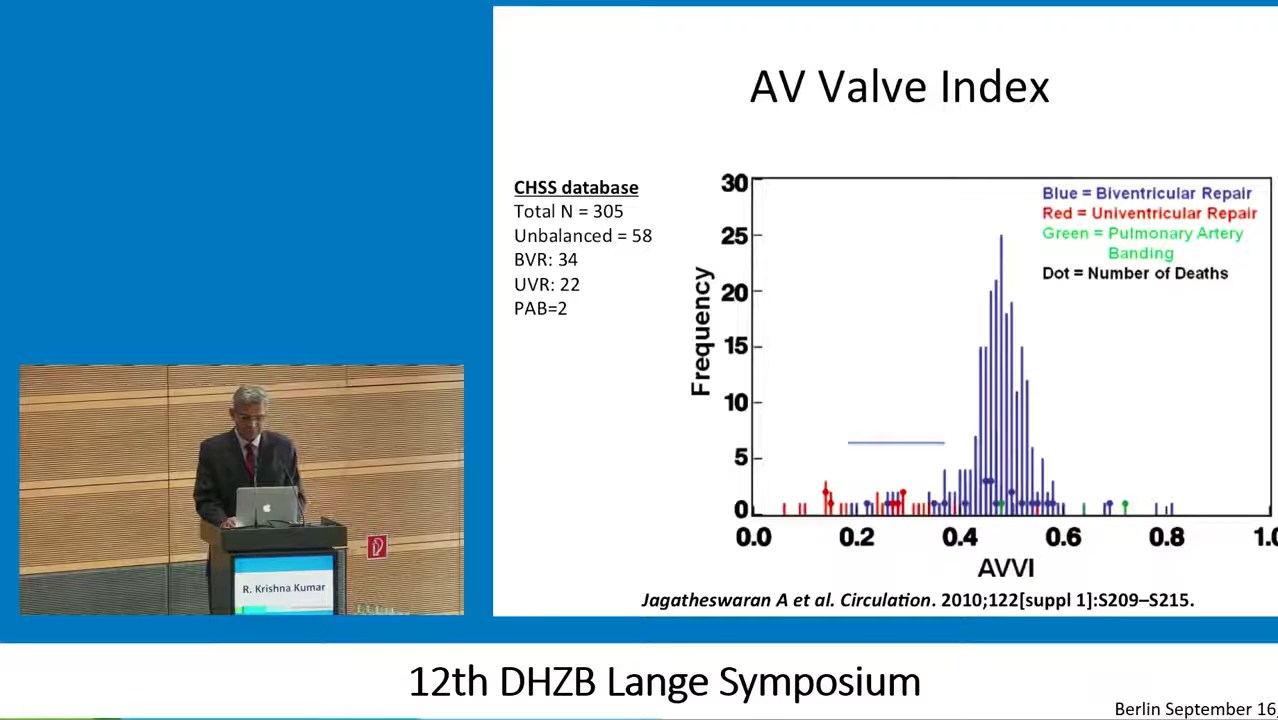 AV Valve Index
CHSS database
Total N = 305
Unbalanced = 58
BVR: 34
UVR: 22
PAB=2
Blue = Biventricular Repair
Red = Univentricular Repair
Green = Pulmonary Artery
Banding
Dot = Number of Deaths
Frequency
30
25
20
15
10
5
0
0.0 0.2 0.4 0.6 0.8 1.0
AVVI
Jagatheswaran A et al. Circulation. 2010;122[suppl 1]:S209–S215.
R. Krishna Kumar
12th DHZB Lange Symposium
Berlin September 16,